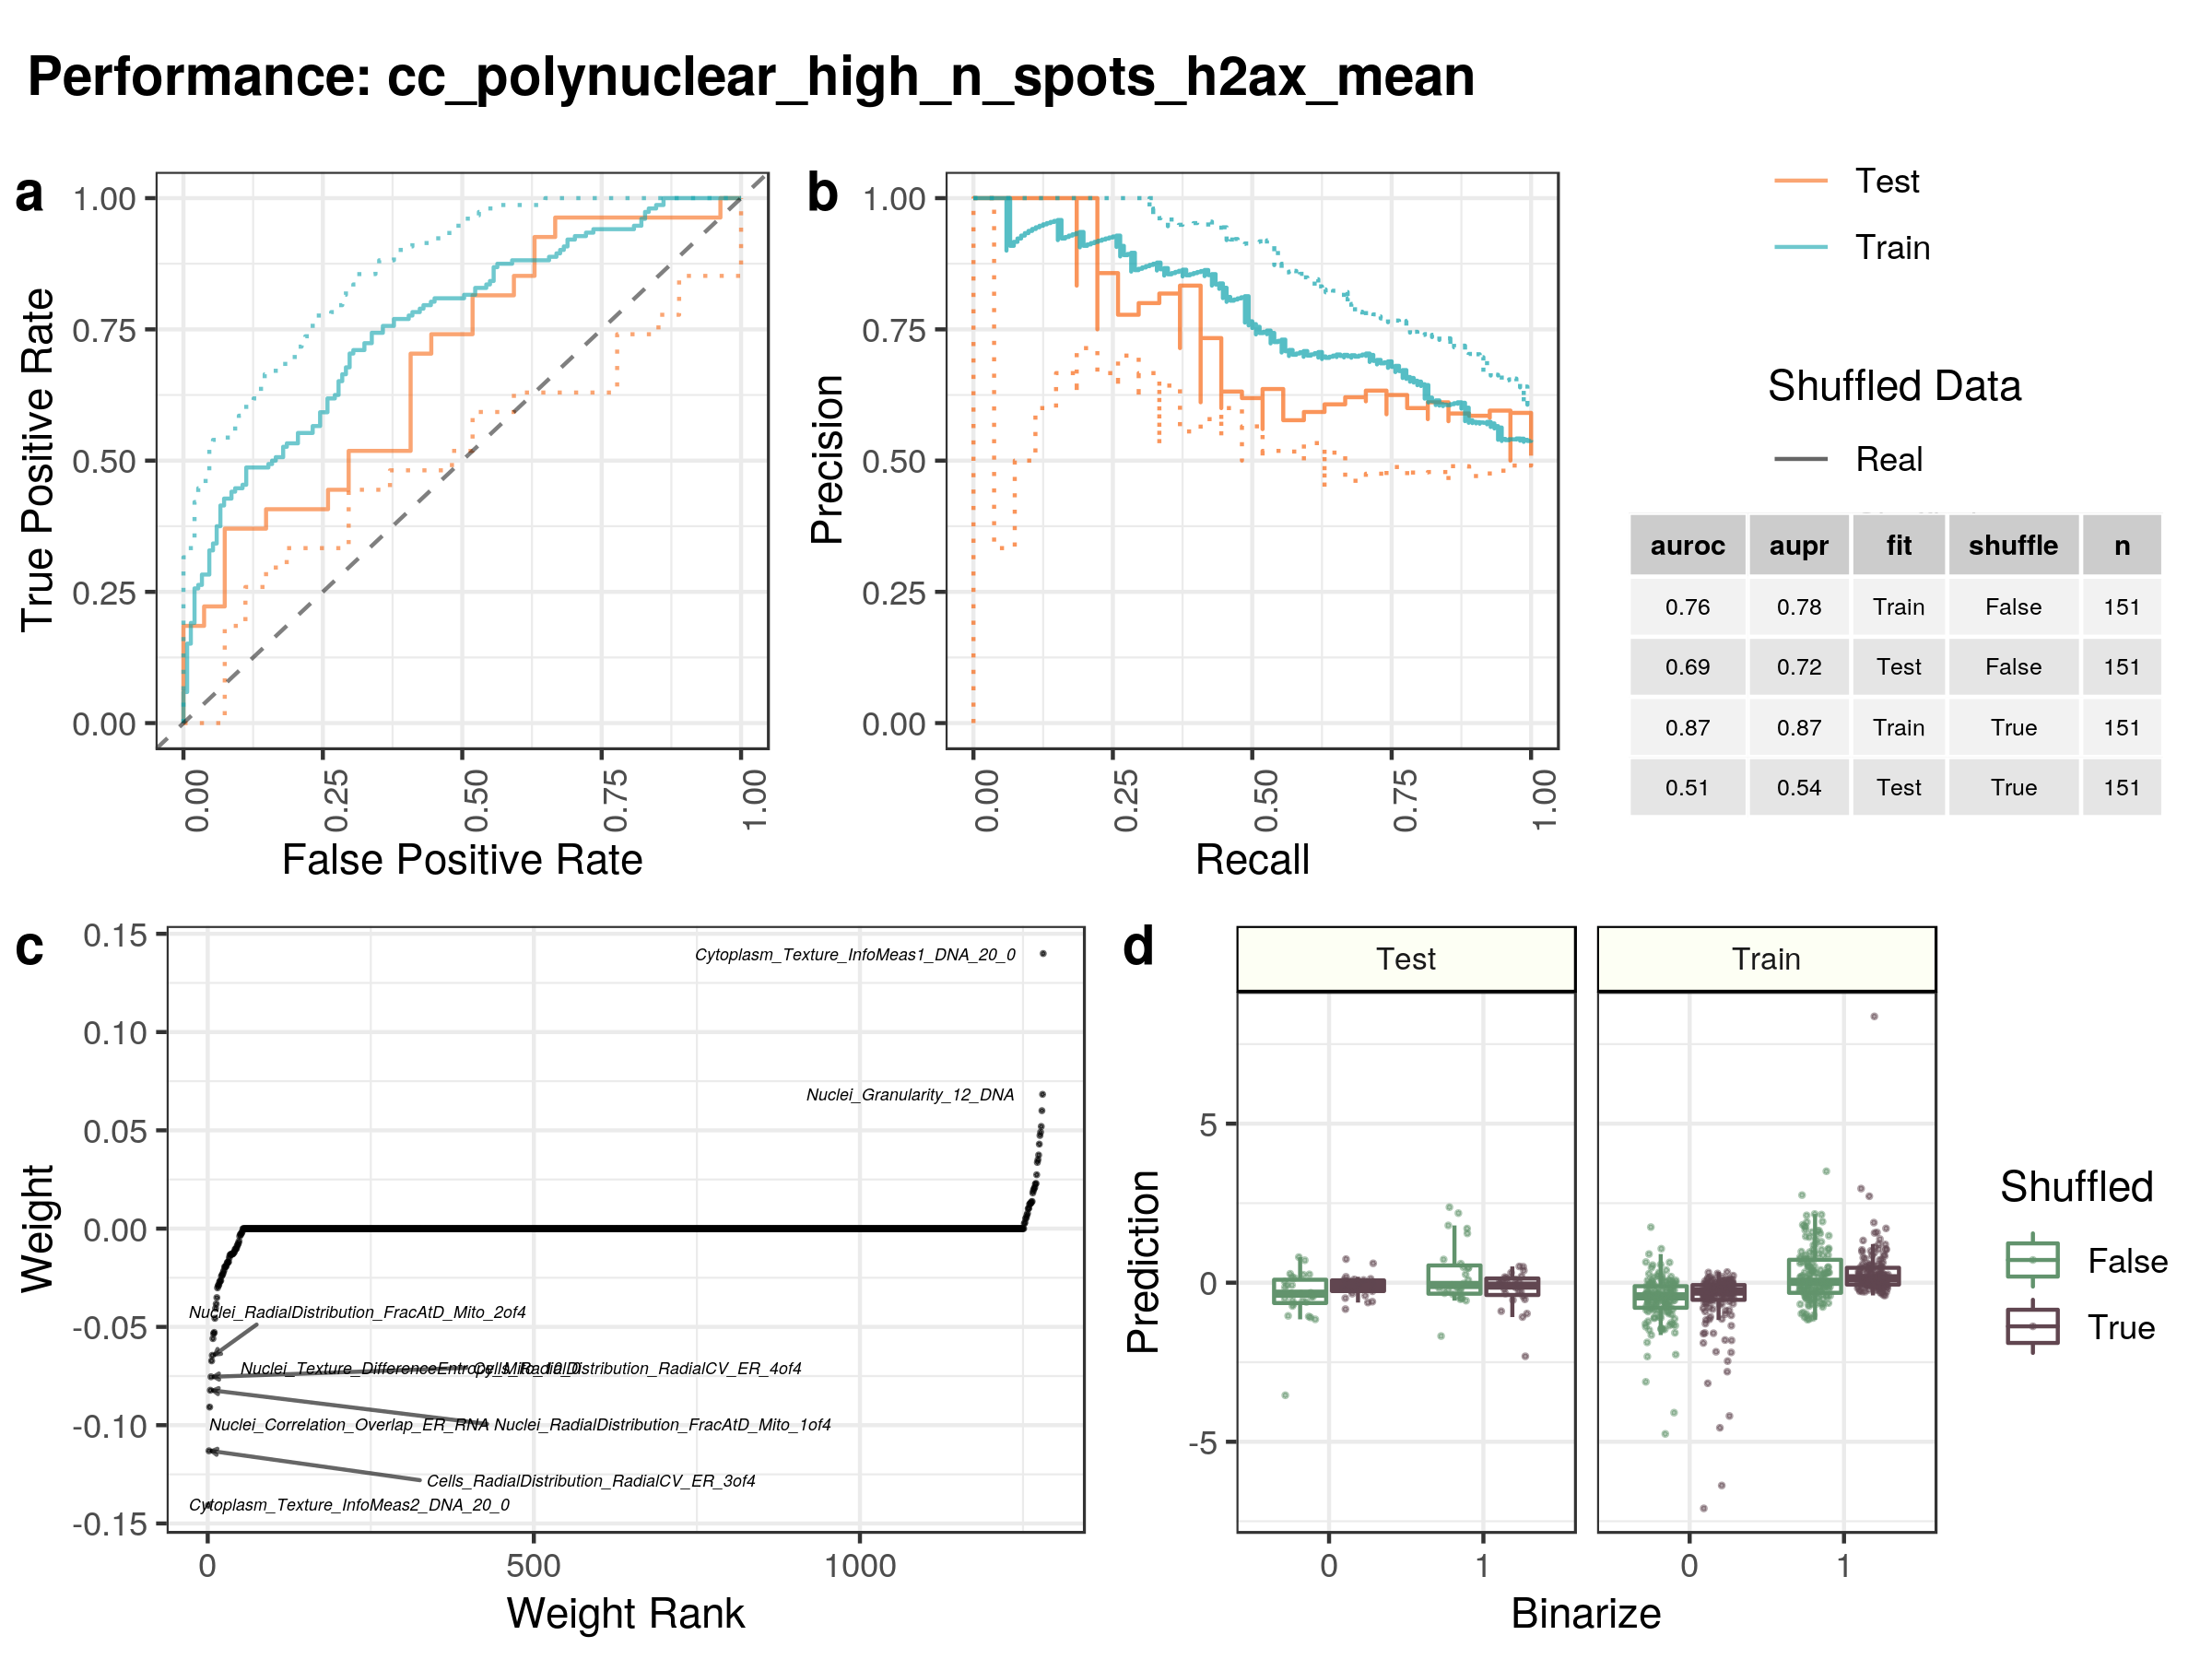 Performance: cc_polynuclear_high_n_spots_h2ax_mean
a
1.00
0.75
0.50
0.25
0.00
True Positive Rate
0.00
0.25
0.50
0.75
1.00
False Positive Rate
b
1.00
0.75
0.50
0.25
0.00
Precision
0.00
0.25
0.50
0.75
1.00
Recall
Test
Train
Shuffled Data
Real
auroc aupr fit shuffle n
0.76 0.78 Train False 151
0.69 0.72 Test False 151
0.87 0.87 Train True 151
0.51 0.54 Test True 151
c
0.15
0.10
0.05
0.00
-0.05
-0.10
-0.15
Weight
Cytoplasm_Texture_InfoMeas1_DNA_20_0
Nuclei_Granularity_12_DNA
Nuclei_RadialDistribution_FracAtD_Mito_2of4
Nuclei_Texture_DifferenceEntropy_Mito_10_0
Cells_RadialDistribution_RadialCV_ER_4of4
Nuclei_Correlation_Overlap_ER_RNA
Nuclei_RadialDistribution_FracAtD_Mito_1of4
Cells_RadialDistribution_RadialCV_ER_3of4
Cytoplasm_Texture_InfoMeas2_DNA_20_0
0
500
1000
Weight Rank
d
Test
Train
5
0
-5
Prediction
0
1
0
1
Binarize
Shuffled
False
True